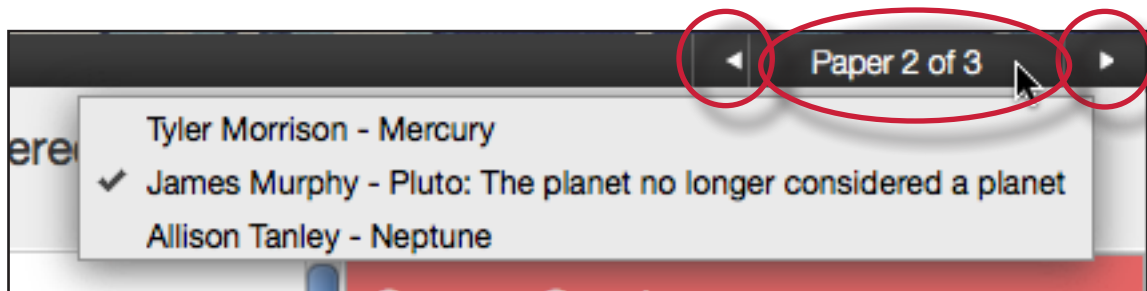 Paper 2 of 3
Tyler Morrison - Mercury
James Murphy - Pluto: The planet no longer considered a planet
Allison Tanley - Neptune